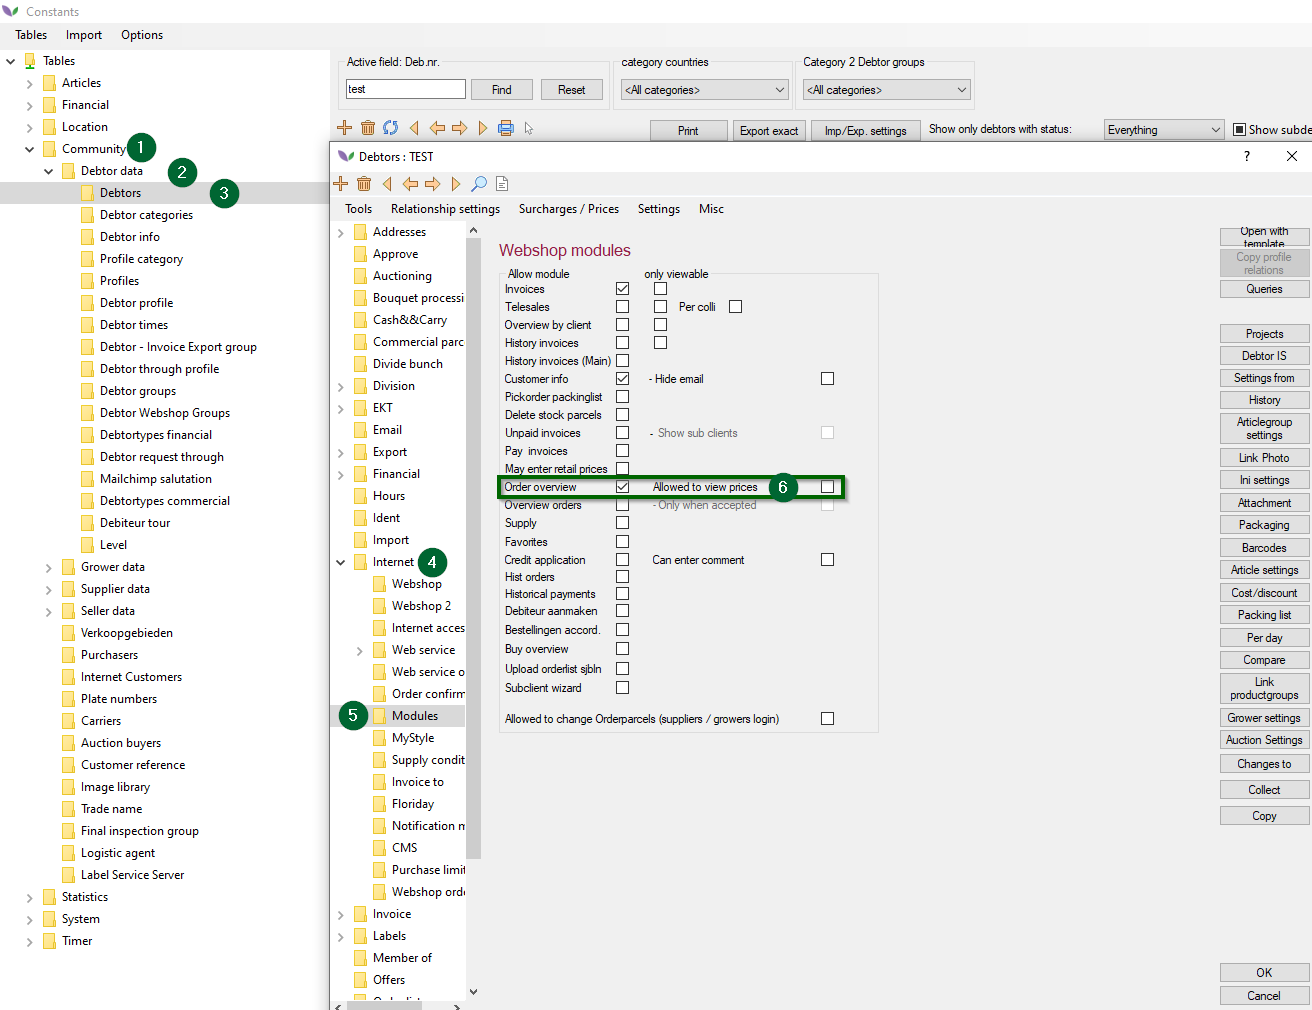 Constants
Tables Import Options
Tables
Articles
Financial
Location
Community 1
Debtor data 2
Debtors 3
Debtor categories
Debtor info
Profile category
Profiles
Debtor profile
Debtor times
Debtor - Invoice Export group
Debtor through profile
Debtor groups
Debtor Webshop Groups
Debtortypes financial
Debtor request through
Mailchimp salutation
Debtortypes commercial
Debiteur tour
Level
Grower data
Supplier data
Seller data
Verkoopgebieden
Purchasers
Internet Customers
Plate numbers
Carriers
Auction buyers
Customer reference
Image library
Trade name
Final inspection group
Logistic agent
Label Service Server
Statistics
System
Timer
Active field: Deb.nr. category countries Category 2 Debtor groups
test Find Reset <All categories> <All categories>
Print Export exact Imp/Exp. settings Show only debtors with status: Everything Show subde
Debtors : TEST ?
Tools Relationship settings Surcharges / Prices Settings Misc
Addresses
Approve
Auctioning
Bouquet processi
Cash&&Carry
Commercial parc
Divide bunch
Division
EKT
Email
Export
Financial
Hours
Ident
Import
Internet 4
Webshop
Webshop 2
Internet acces
Web service
Web service o
Order confirm
5 Modules
MyStyle
Supply condit
Invoice to
Floriday
Notification m
CMS
Purchase limit
Webshop orde
Invoice
Labels
Member of
Offers
Webshop modules
Allow module only viewable
Invoices
Telesales Per colli
Overview by client
History invoices
History invoices (Main)
Customer info - Hide email
Pickorder packinglist
Delete stock parcels
Unpaid invoices - Show sub clients
Pay invoices
May enter retail prices
Order overview Allowed to view prices 6
Overview orders - Only when accepted
Supply
Favorites
Credit application Can enter comment
Hist orders
Historical payments
Debiteur aanmaken
Bestellingen accord.
Buy overview
Upload orderlist sjbln
Subclient wizard
Allowed to change Orderparcels (suppliers / growers login)
Open with
template
Copy profile
relations
Queries
Projects
Debtor IS
Settings from
History
Articlegroup
settings
Link Photo
Ini settings
Attachment
Packaging
Barcodes
Article settings
Cost/discount
Packing list
Per day
Compare
Link
productgroups
Grower settings
Auction Settings
Changes to
Collect
Copy
OK
Cancel